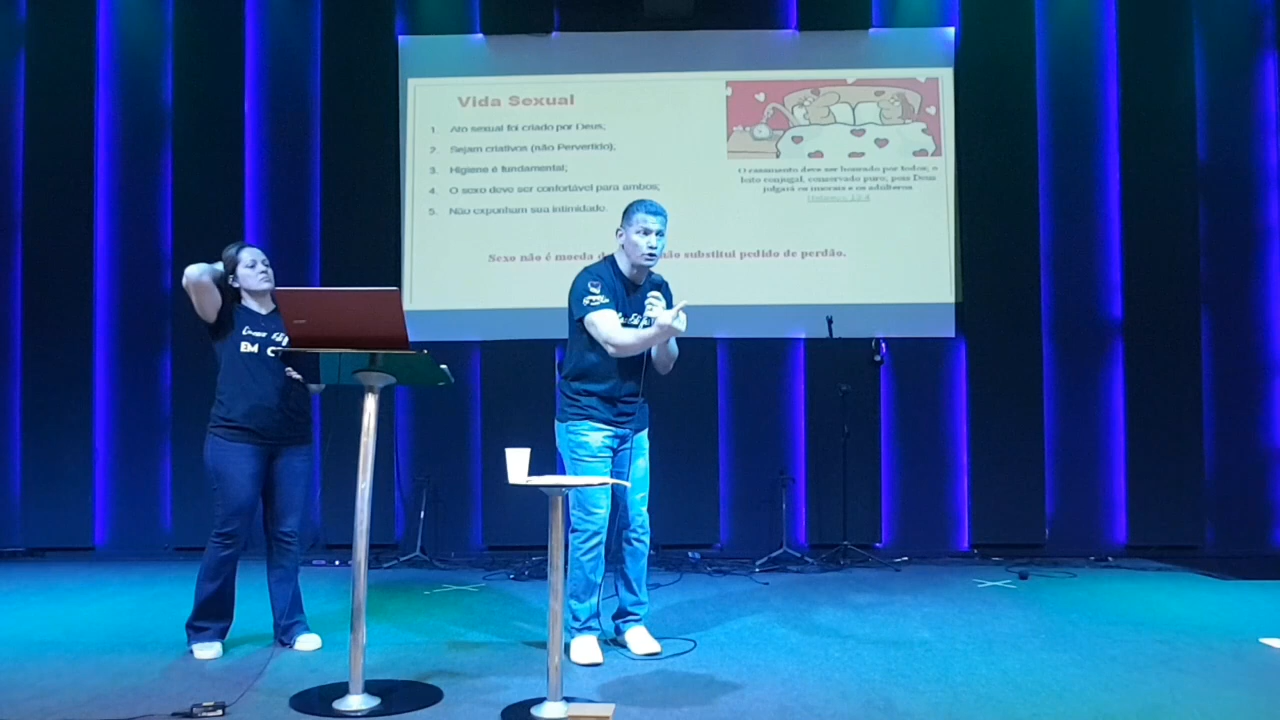 Vida Sexual
1. Ato sexual foi criado por Deus;
2. Sejam criativos (não Pervertido),
3. Higiene é fundamental;
4. O sexo deve ser confortável para ambos;
5. Não exponham sua intimidado.
O casamento deve ser honrado por todos; o
leito conjugal, conservado puro; pois Deus
julgará os imorais e os adúlteros.
Hebreus 13:4
Sexo não é moeda não substitui pedido de perdão.
EM